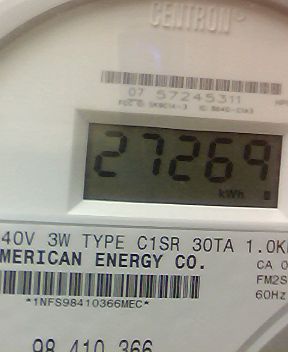 CENTRON®
07 57245311
27269
kWh
40V 3W TYPE C1SR 30TA 1.0K
MERICAN ENERGY CO.
CA 0
FM2S
60Hz
*1NFS98410366MEC*
98 410 366